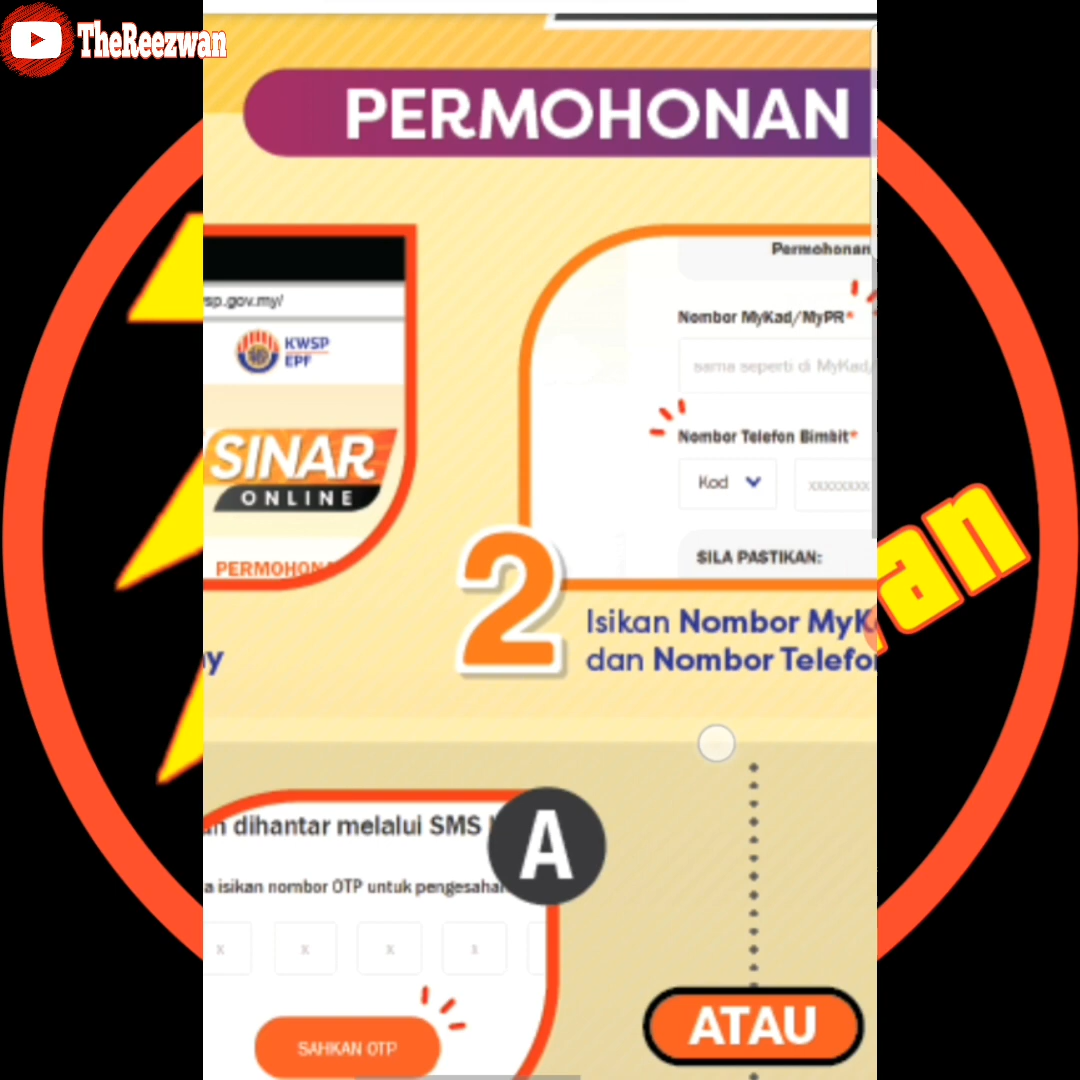 TheReezwan
PERMOHONAN
sp.gov.my/
KWSP
EPF
SINAR
ONLINE
PERMOHON
Permohonan
Nombor MyKad/MyPR*
sama seperti di MyKad/
Nombor Telefon Bimbit*
Kod
xxxxxxxx
SILA PASTIKAN:
an
y
2
Isikan Nombor MyK
dan Nombor Telefo
n dihantar melalui SMS
A
a isikan nombor OTP untuk pengesaha
x x x x
SAHKAN OTP
ATAU